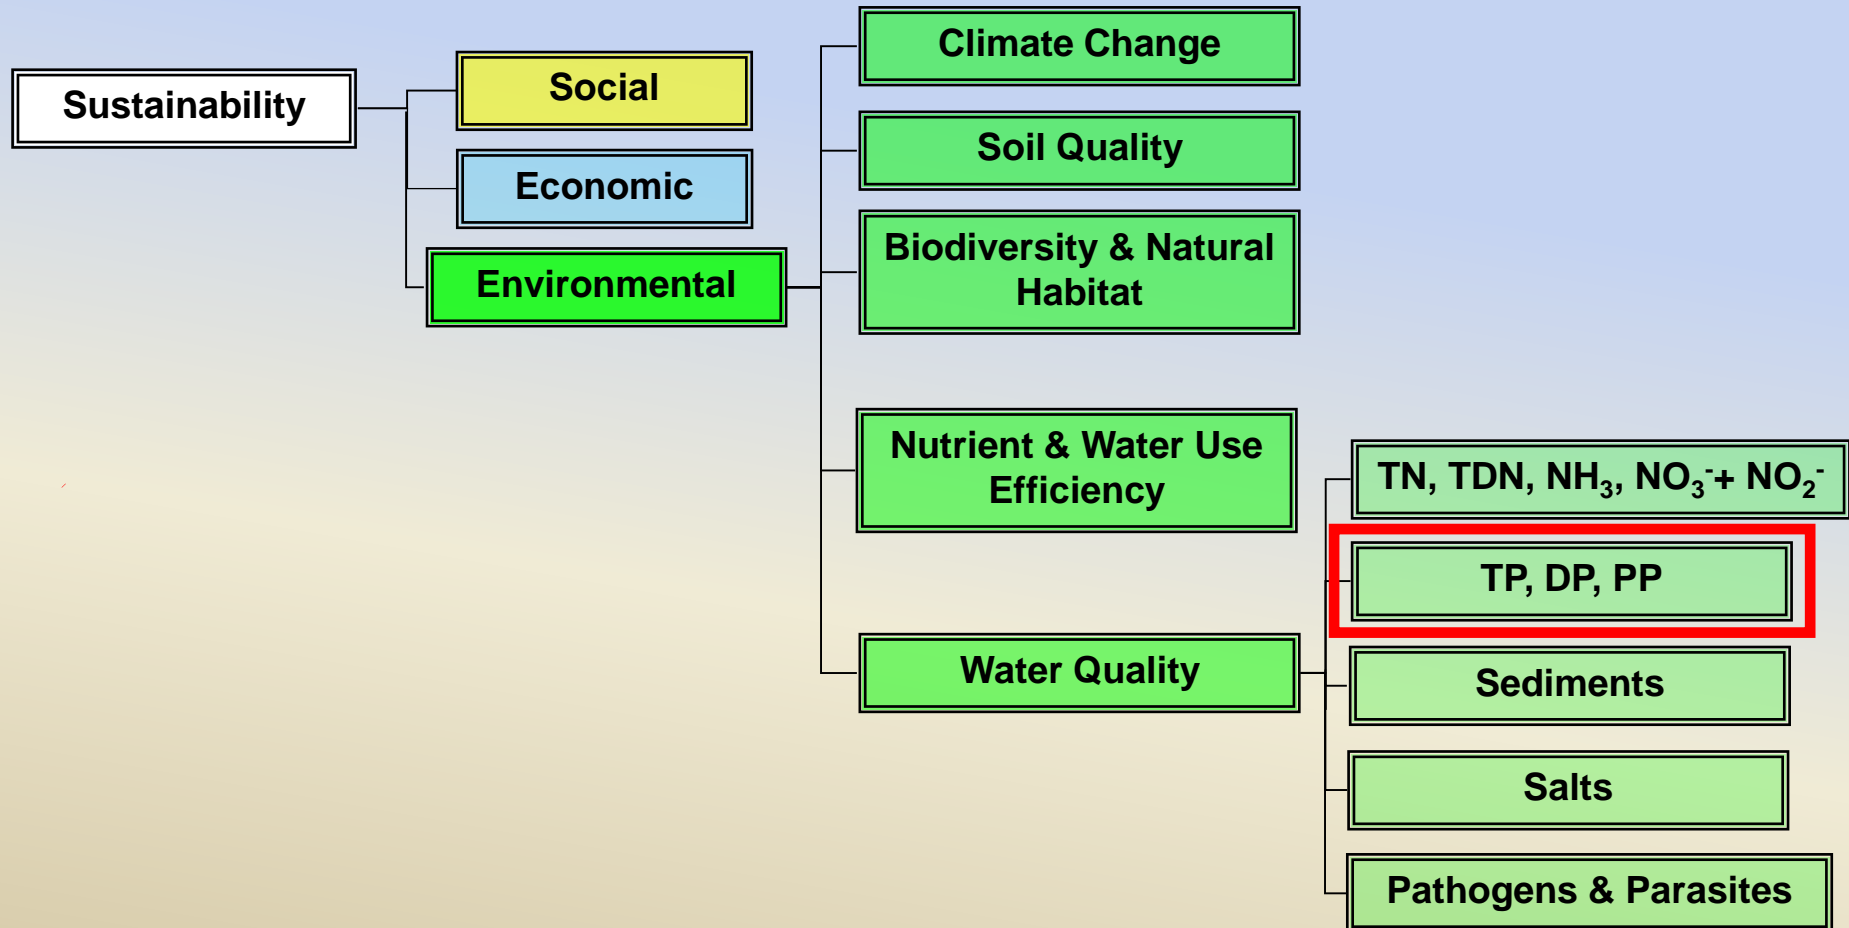 Sustainability
Social
Economic
Environmental
Climate Change
Soil Quality
Biodiversity & Natural
Habitat
Nutrient & Water Use
Efficiency
Water Quality
TN, TDN, NH₃, NO₃⁻+ NO₂⁻
TP, DP, PP
Sediments
Salts
Pathogens & Parasites